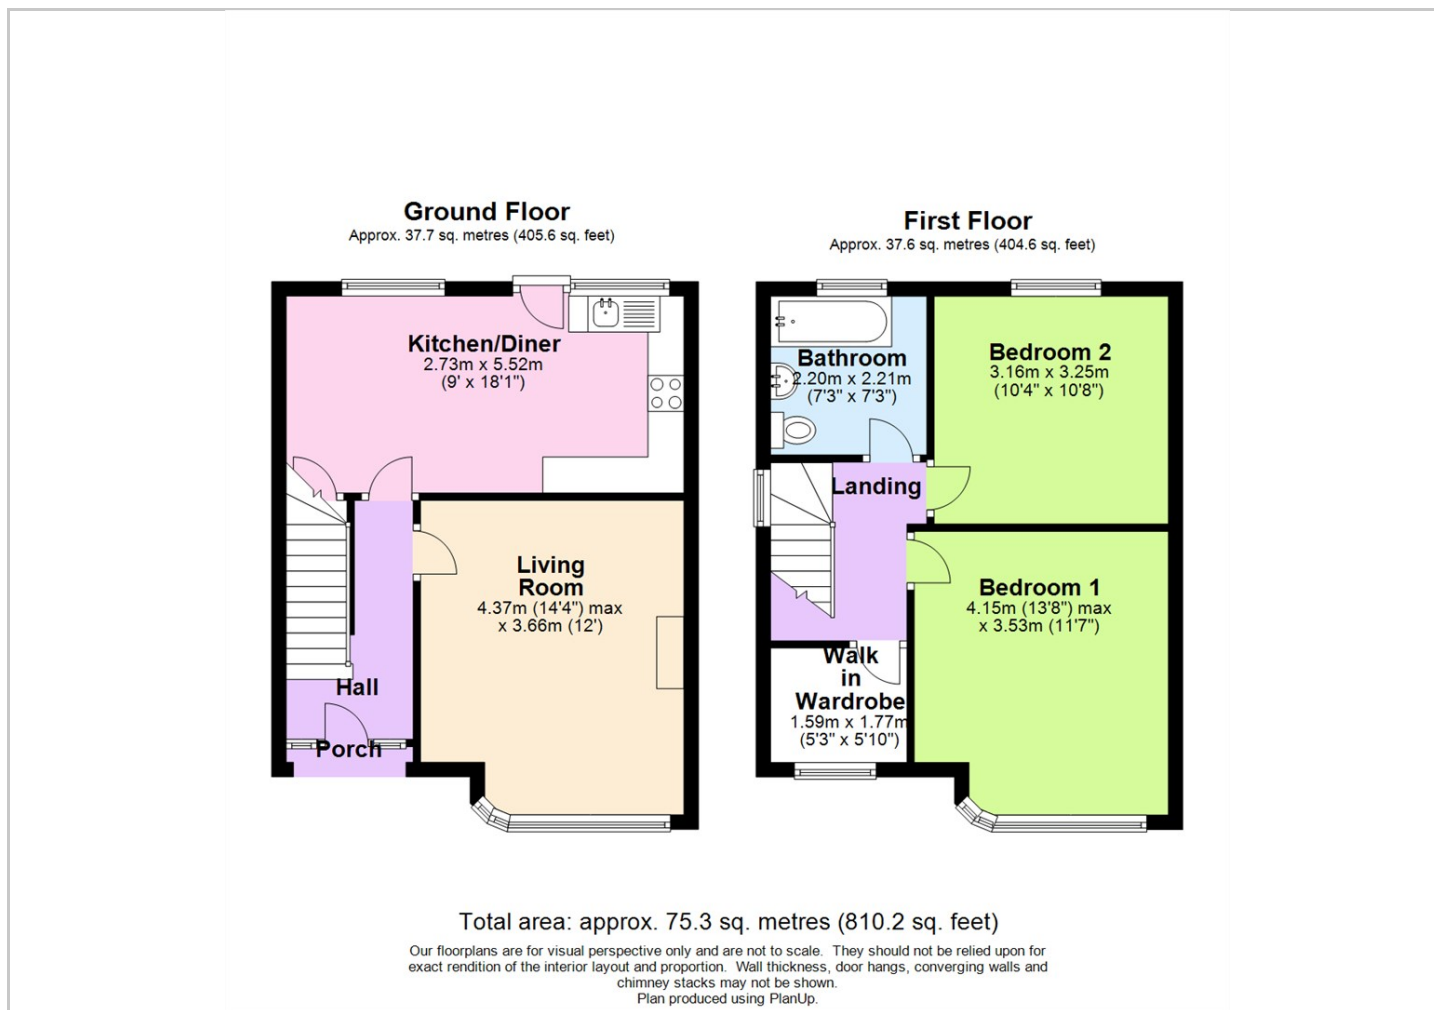 Ground Floor
Approx. 37.7 sq. metres (405.6 sq. feet)
Kitchen/Diner
2.73m x 5.52m
(9' x 18'1")
Living
Room
4.37m (14'4") max
x 3.66m (12')
Hall
Porch
First Floor
Approx. 37.6 sq. metres (404.6 sq. feet)
Bathroom
2.20m x 2.21m
(7'3" x 7'3")
Bedroom 2
3.16m x 3.25m
(10'4" x 10'8")
Landing
Bedroom 1
4.15m (13'8") max
x 3.53m (11'7")
Walk
in
Wardrobe
1.59m x 1.77m
(5'3" x 5'10")
Total area: approx. 75.3 sq. metres (810.2 sq. feet)
Our floorplans are for visual perspective only and are not to scale. They should not be relied upon for
exact rendition of the interior layout and proportion. Wall thickness, door hangs, converging walls and
chimney stacks may not be shown.
Plan produced using PlanUp.